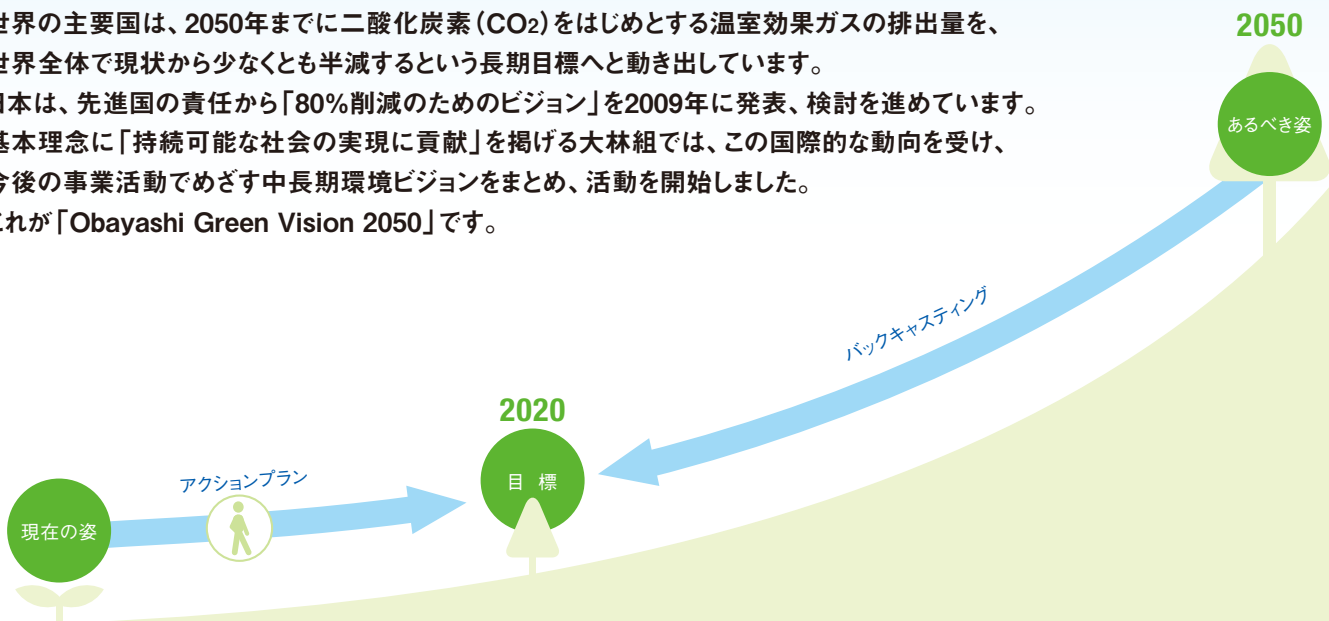 世界の主要国は、2050年までに二酸化炭素（CO2）をはじめとする温室効果ガスの排出量を、
世界全体で現状から少なくとも半減するという長期目標へと動き出しています。
日本は、先進国の責任から「80％削減のためのビジョン」を2009年に発表、検討を進めています。
基本理念に「持続可能な社会の実現に貢献」を掲げる大林組では、この国際的な動向を受け、
今後の事業活動でめざす中長期環境ビジョンをまとめ、活動を開始しました。
これが「Obayashi Green Vision 2050」です。
2050
あるべき姿
バックキャスティング
2020
目 標
アクションプラン
現在の姿